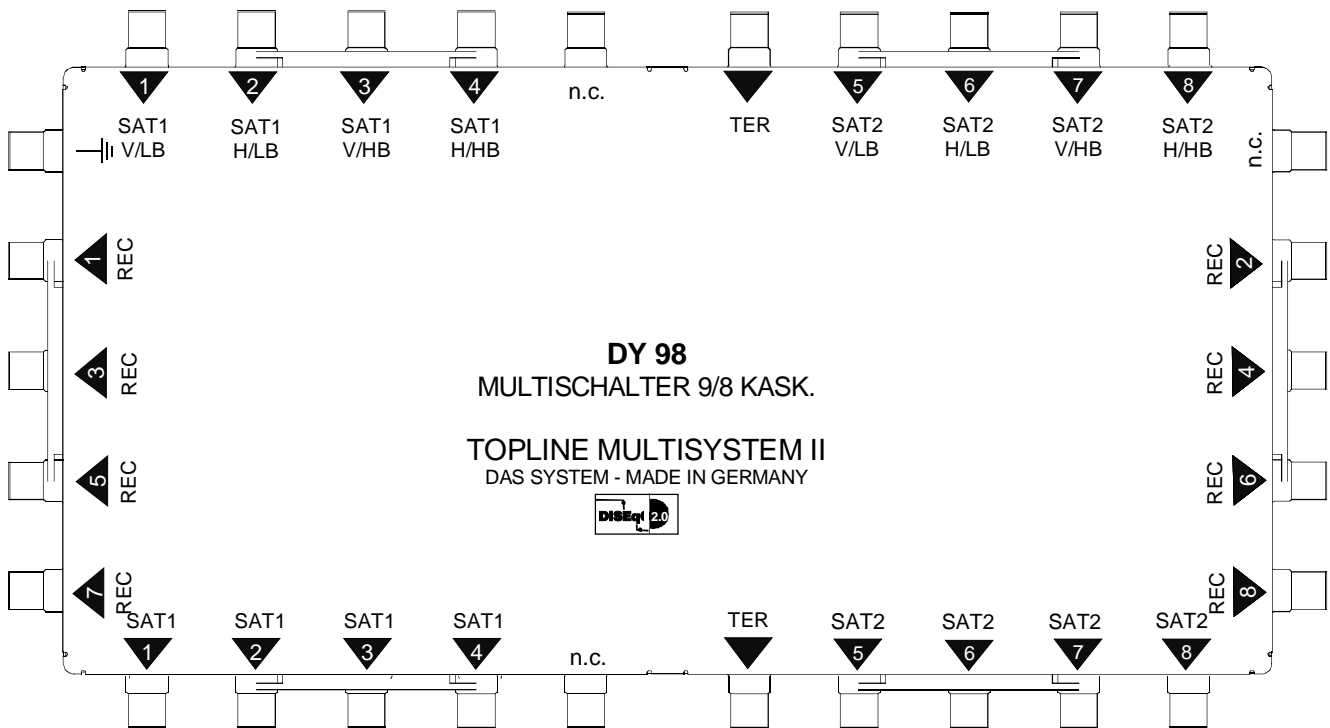 1 2 3 4 n.c. 5 6 7 8
SAT1 SAT1 SAT1 SAT1 TER SAT2 SAT2 SAT2 SAT2
V/LB H/LB V/HB H/HB V/LB H/LB V/HB H/HB n.c.
1 REC REC 2
3 REC REC 4
DY 98
MULTISCHALTER 9/8 KASK.
TOPLINE MULTISYSTEM II
DAS SYSTEM - MADE IN GERMANY
5 REC REC 6
DISEqC 2.0
7 REC REC 8
SAT1 SAT1 SAT1 SAT1 TER SAT2 SAT2 SAT2 SAT2
1 2 3 4 n.c. 5 6 7 8